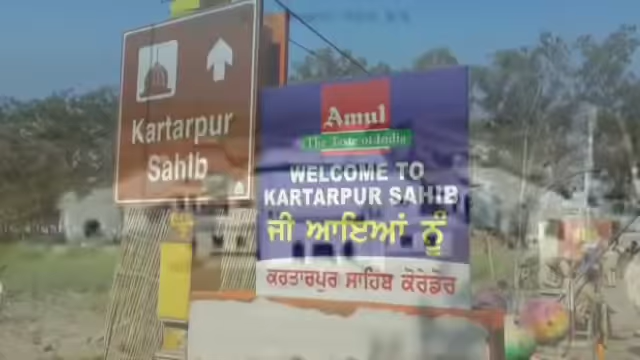 Kartarpur
Sahib
Amul
The Taste of India
WELCOME TO
KARTARPUR SAHIB
ਜੀ ਆਇਆਂ ਨੂੰ
ਕਰਤਾਰਪੁਰ ਸਾਹਿਬ ਕੋਰੀਡੋਰ